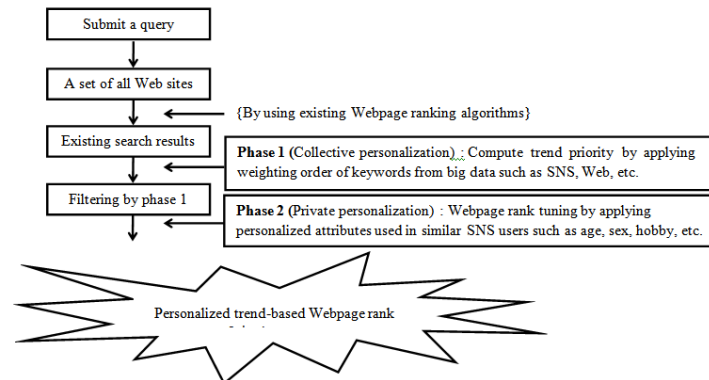 Submit a query
A set of all Web sites
{By using existing Webpage ranking algorithms}
Existing search results
Phase 1 (Collective personalization) : Compute trend priority by applying
weighting order of keywords from big data such as SNS, Web, etc.
Filtering by phase 1
Phase 2 (Private personalization) : Webpage rank tuning by applying
personalized attributes used in similar SNS users such as age, sex, hobby, etc.
Personalized trend-based Webpage rank